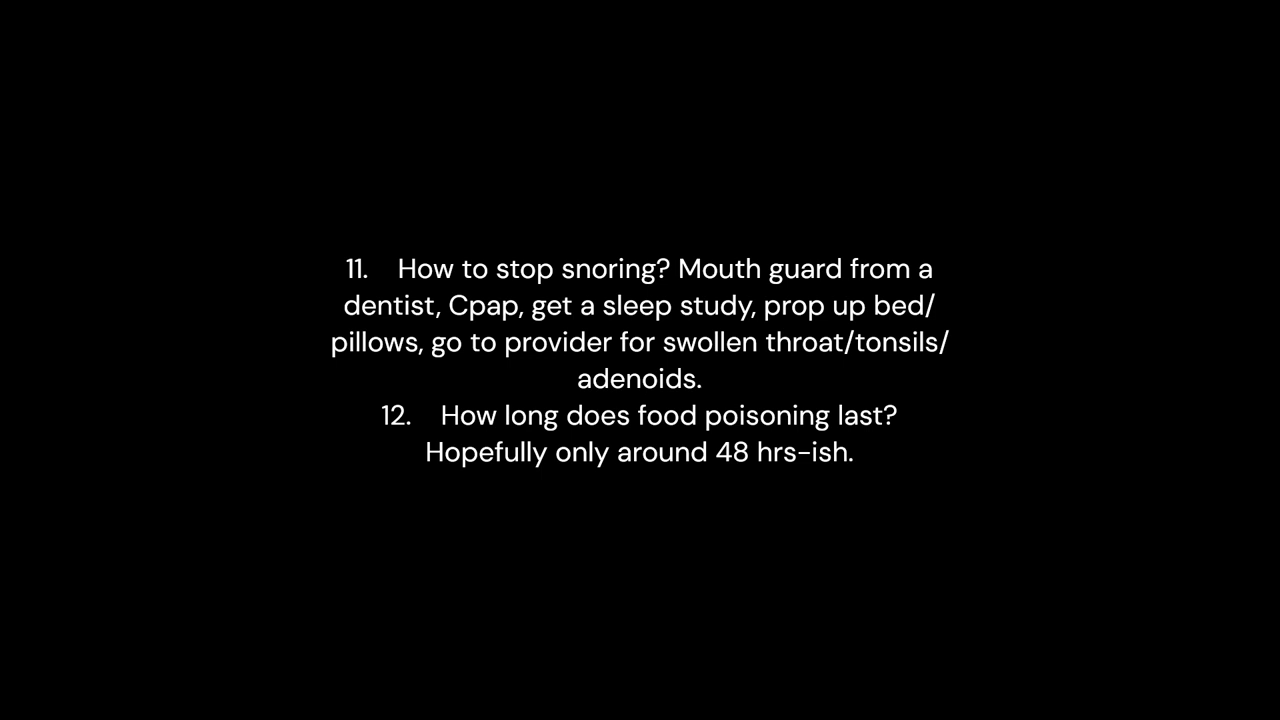 11. How to stop snoring? Mouth guard from a
dentist, Cpap, get a sleep study, prop up bed/
pillows, go to provider for swollen throat/tonsils/
adenoids.
12. How long does food poisoning last?
Hopefully only around 48 hrs-ish.